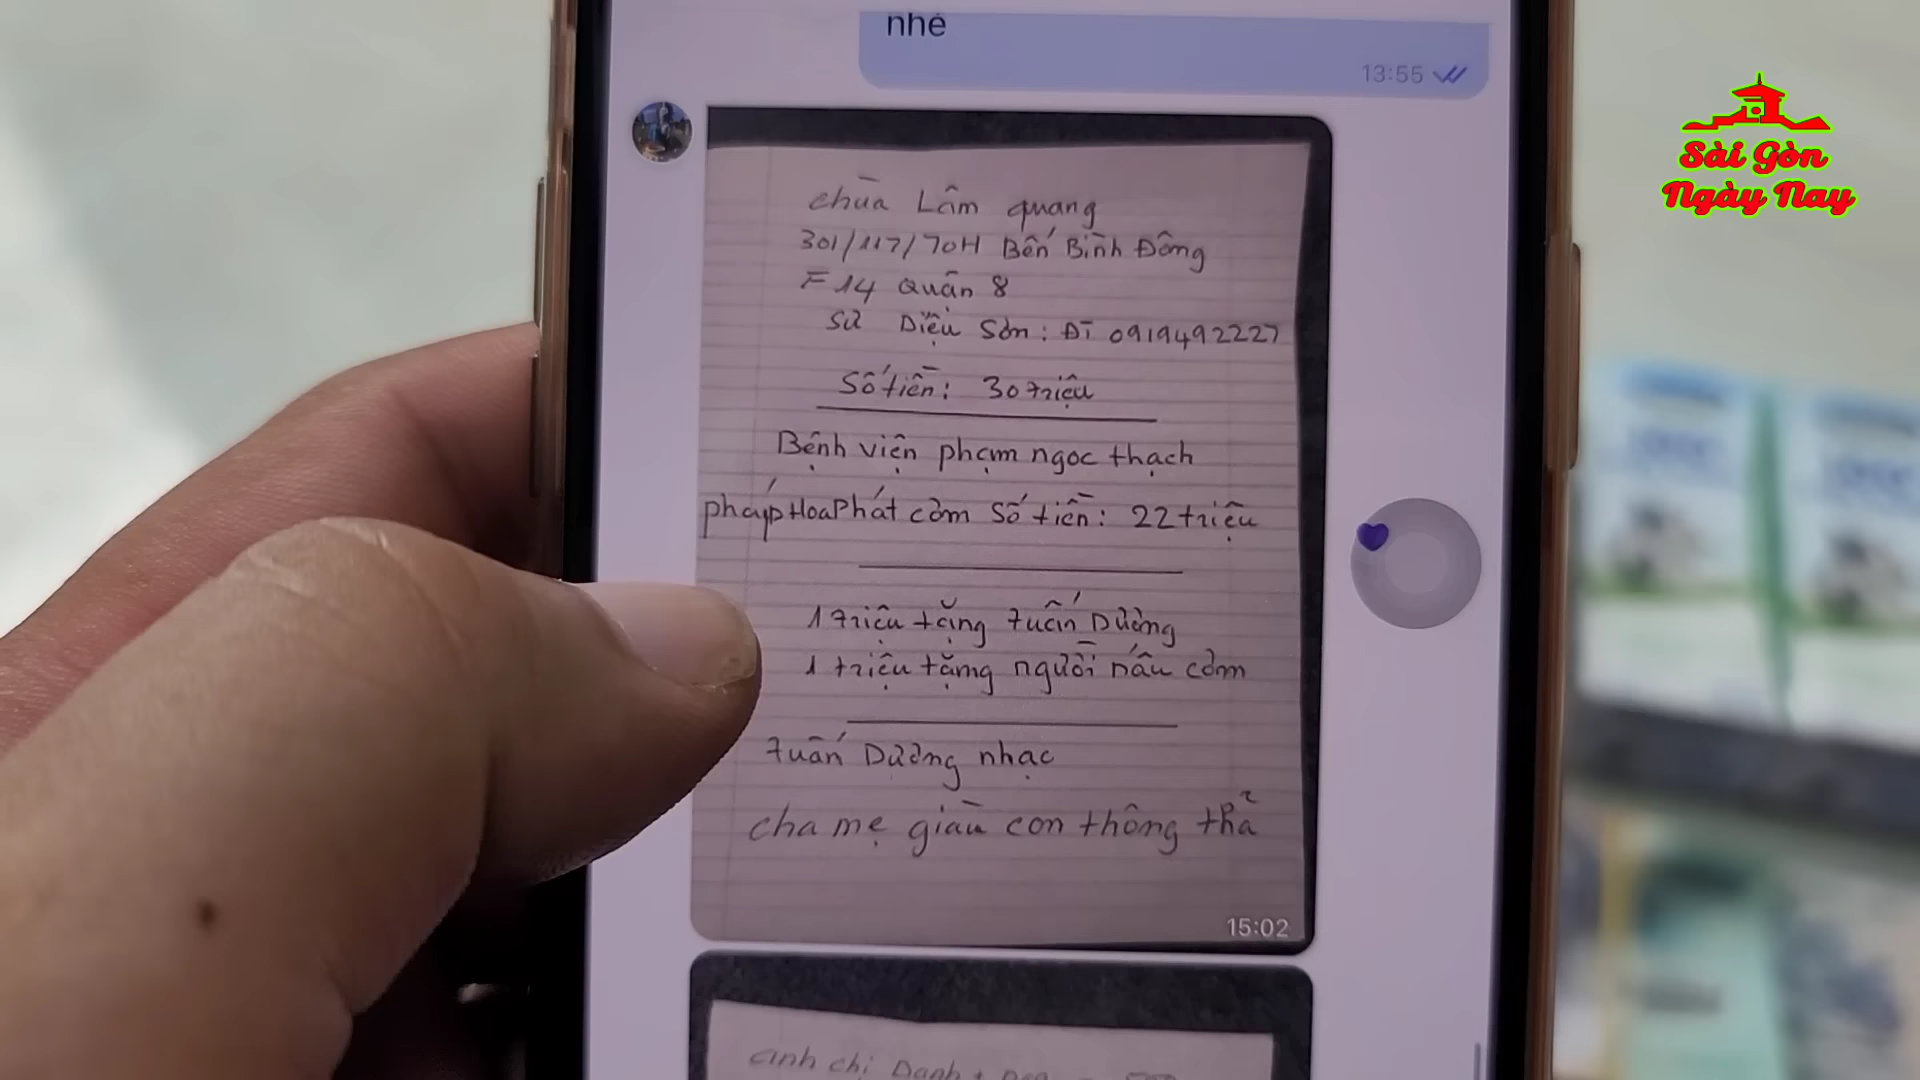 nhé
13:55
Sài Gòn
Ngày Nay
chùa Lâm quang
301/117/70H Bến Bình Đông
F14 Quận 8
Sư Diệu Sơn: ĐT 0919492227
Số tiền: 30 triệu
Bệnh viện phạm ngọc thạch
pháp Hoa Phát cơm Số tiền: 22 triệu
1 triệu tặng Tuấn Dương
1 triệu tặng người nấu cơm
Tuấn Dương nhạc
cha mẹ giàu con thông thả
15:02
anh chị Danh +